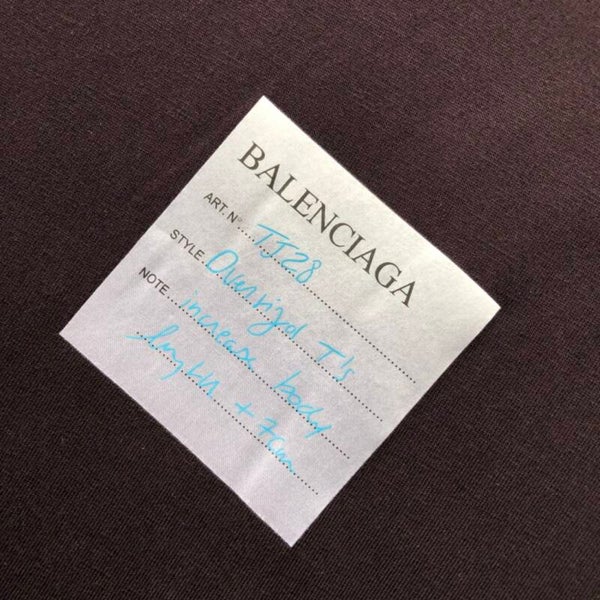 BALENCIAGA
ART. N° TJ28
STYLE Oversized T's
NOTE increase body
length + 7cm